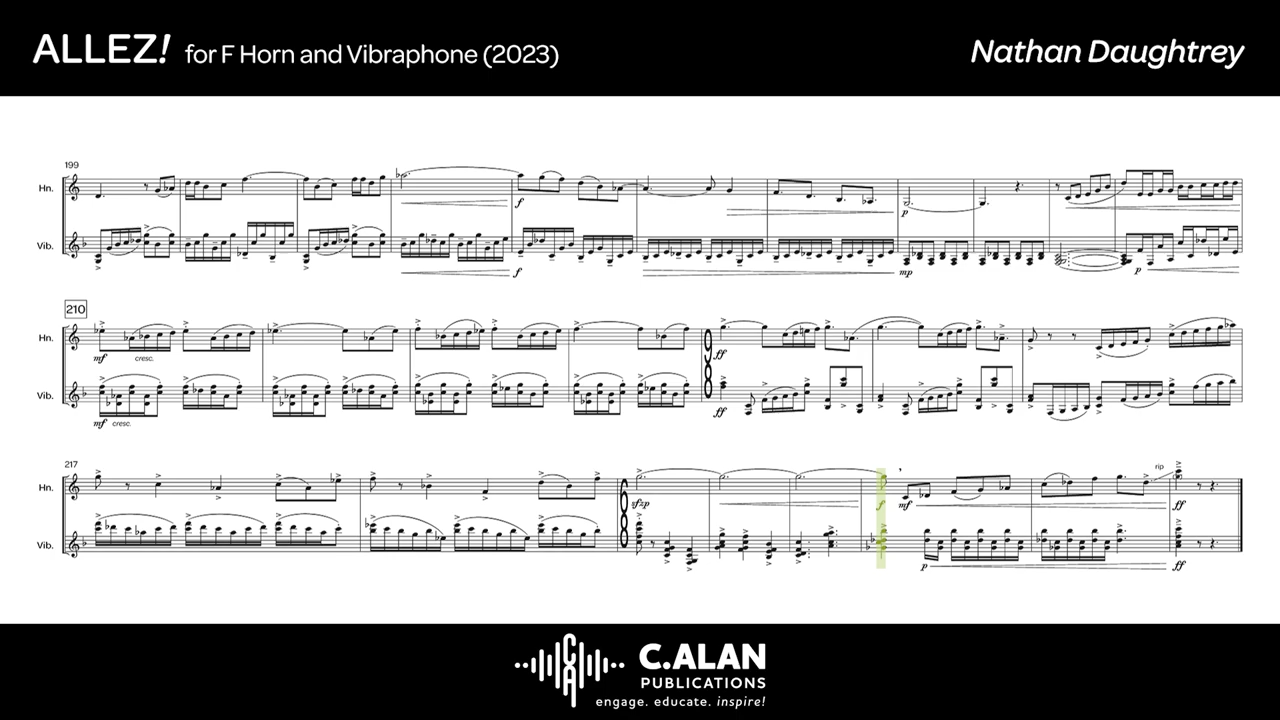 ALLEZ! for F Horn and Vibraphone (2023)
Nathan Daughtrey
199
Hn.
f
p
Vib.
f
mp
p
210
Hn.
mf
cresc.
ff
Vib.
mf
cresc.
ff
217
Hn.
sfzp
f
mf
rip
ff
Vib.
p
ff
C.ALAN
PUBLICATIONS
engage. educate. inspire!